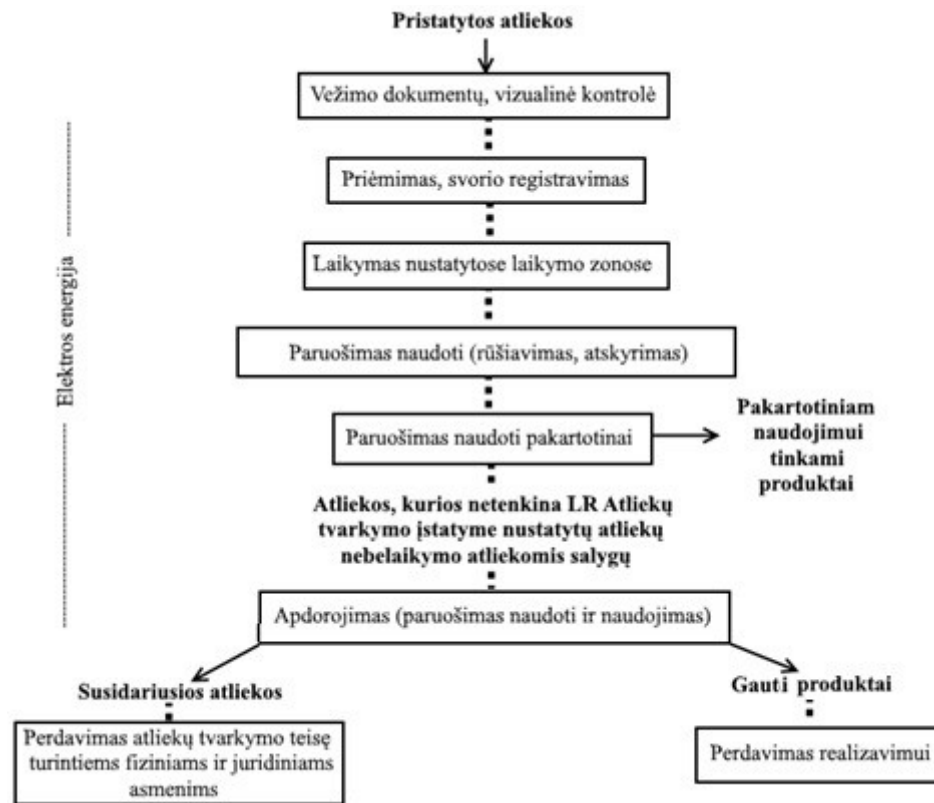 Pristatytos atliekos
Vežimo dokumentų, vizualinė kontrolė
Priėmimas, svorio registravimas
Laikymas nustatytose laikymo zonose
Elektros energija
Paruošimas naudoti (rūšiavimas, atskyrimas)
Paruošimas naudoti pakartotinai
Pakartotiniam
naudojimui
tinkami
produktai
Atliekos, kurios netenkina LR Atliekų
tvarkymo įstatyme nustatytų atliekų
nebelaikymo atliekomis salygų
Apdorojimas (paruošimas naudoti ir naudojimas)
Susidariusios atliekos
Perdavimas atliekų tvarkymo teisę
turintiems fiziniams ir juridiniams
asmenims
Gauti produktai
Perdavimas realizavimui